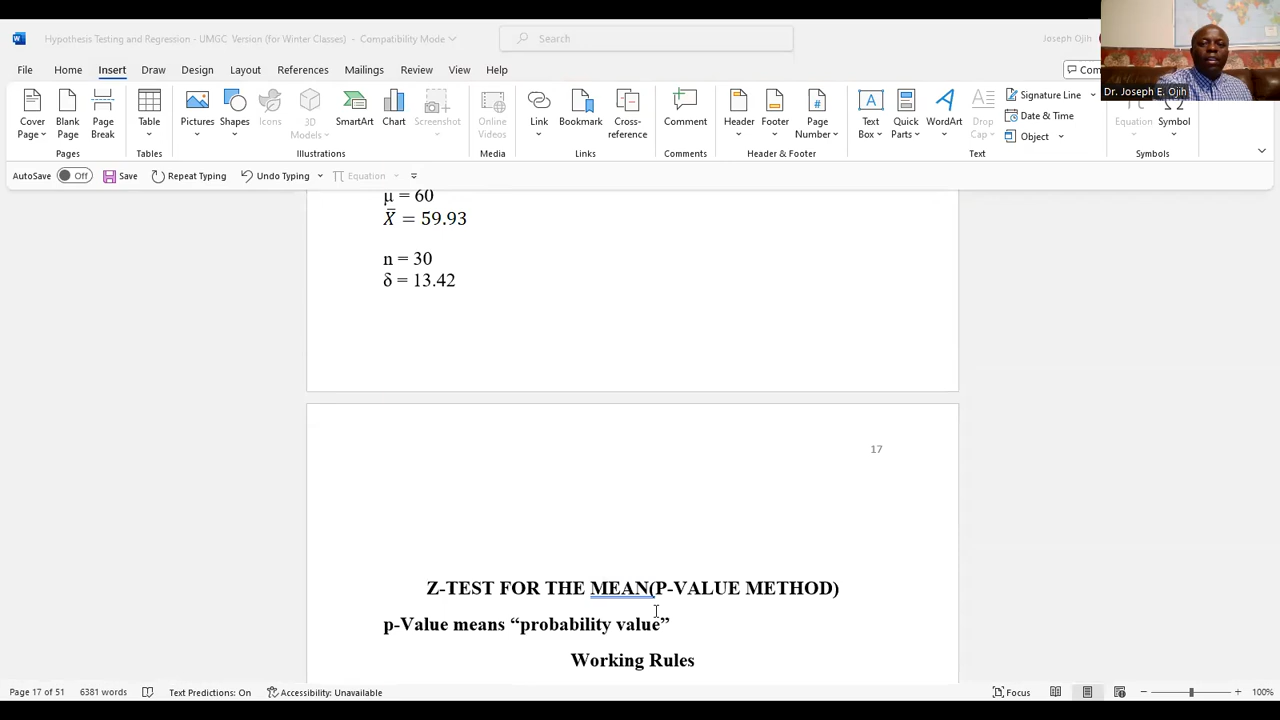 Hypothesis Testing and Regression - UMGC Version (for Winter Classes) - Compatibility Mode
Search
Joseph Ojih
Dr. Joseph E. Ojih
File Home Insert Draw Design Layout References Mailings Review View Help
Com
Cover Page
Blank Page
Page Break
Table
Pictures
Shapes
Icons
3D Models
SmartArt
Chart
Screenshot
Online Videos
Link
Bookmark
Cross-reference
Comment
Header
Footer
Page Number
Text Box
Quick Parts
WordArt
Drop Cap
Signature Line
Date & Time
Object
Equation
Symbol
Pages Tables Illustrations Media Links Comments Header & Footer Text Symbols
AutoSave Off Save Repeat Typing Undo Typing Equation
μ = 60
X̄ = 59.93
n = 30
δ = 13.42
17
Z-TEST FOR THE MEAN(P-VALUE METHOD)
p-Value means “probability value”
Working Rules
Page 17 of 51 6381 words Text Predictions: On Accessibility: Unavailable Focus 100%